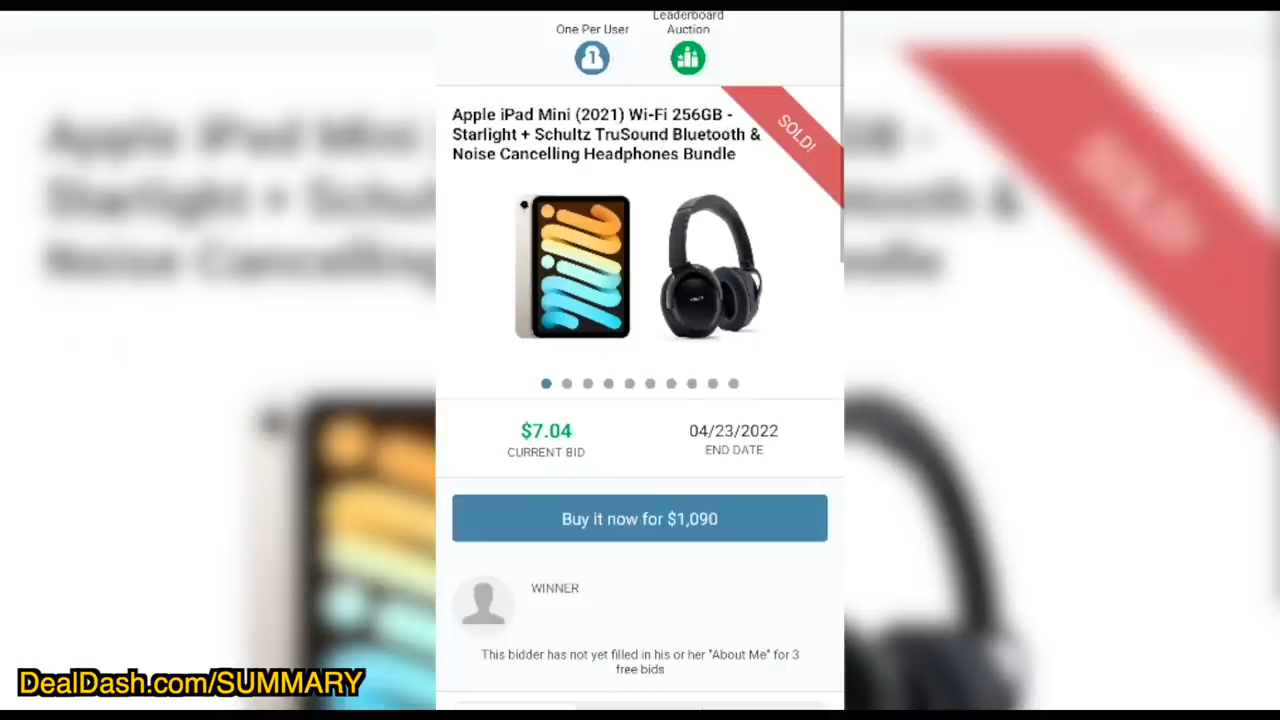 Leaderboard
One Per User
Auction
1
Apple iPad Mini (2021) Wi-Fi 256GB -
Starlight + Schultz TruSound Bluetooth &
Noise Cancelling Headphones Bundle
SOLD!
$7.04
CURRENT BID
04/23/2022
END DATE
Buy it now for $1,090
WINNER
This bidder has not yet filled in his or her "About Me" for 3
free bids
DealDash.com/SUMMARY